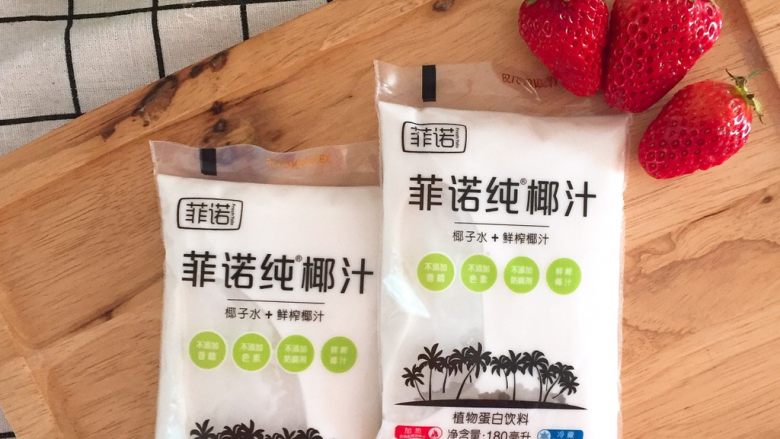 菲诺
菲诺纯®椰汁
椰子水 + 鲜榨椰汁
不添加
香精
不添加
色素
不添加
防腐剂
鲜榨
椰汁
菲诺
菲诺纯®椰汁
椰子水 + 鲜榨椰汁
不添加
香精
不添加
色素
不添加
防腐剂
鲜榨
椰汁
植物蛋白饮料
加热
净含量:180毫升
冷藏